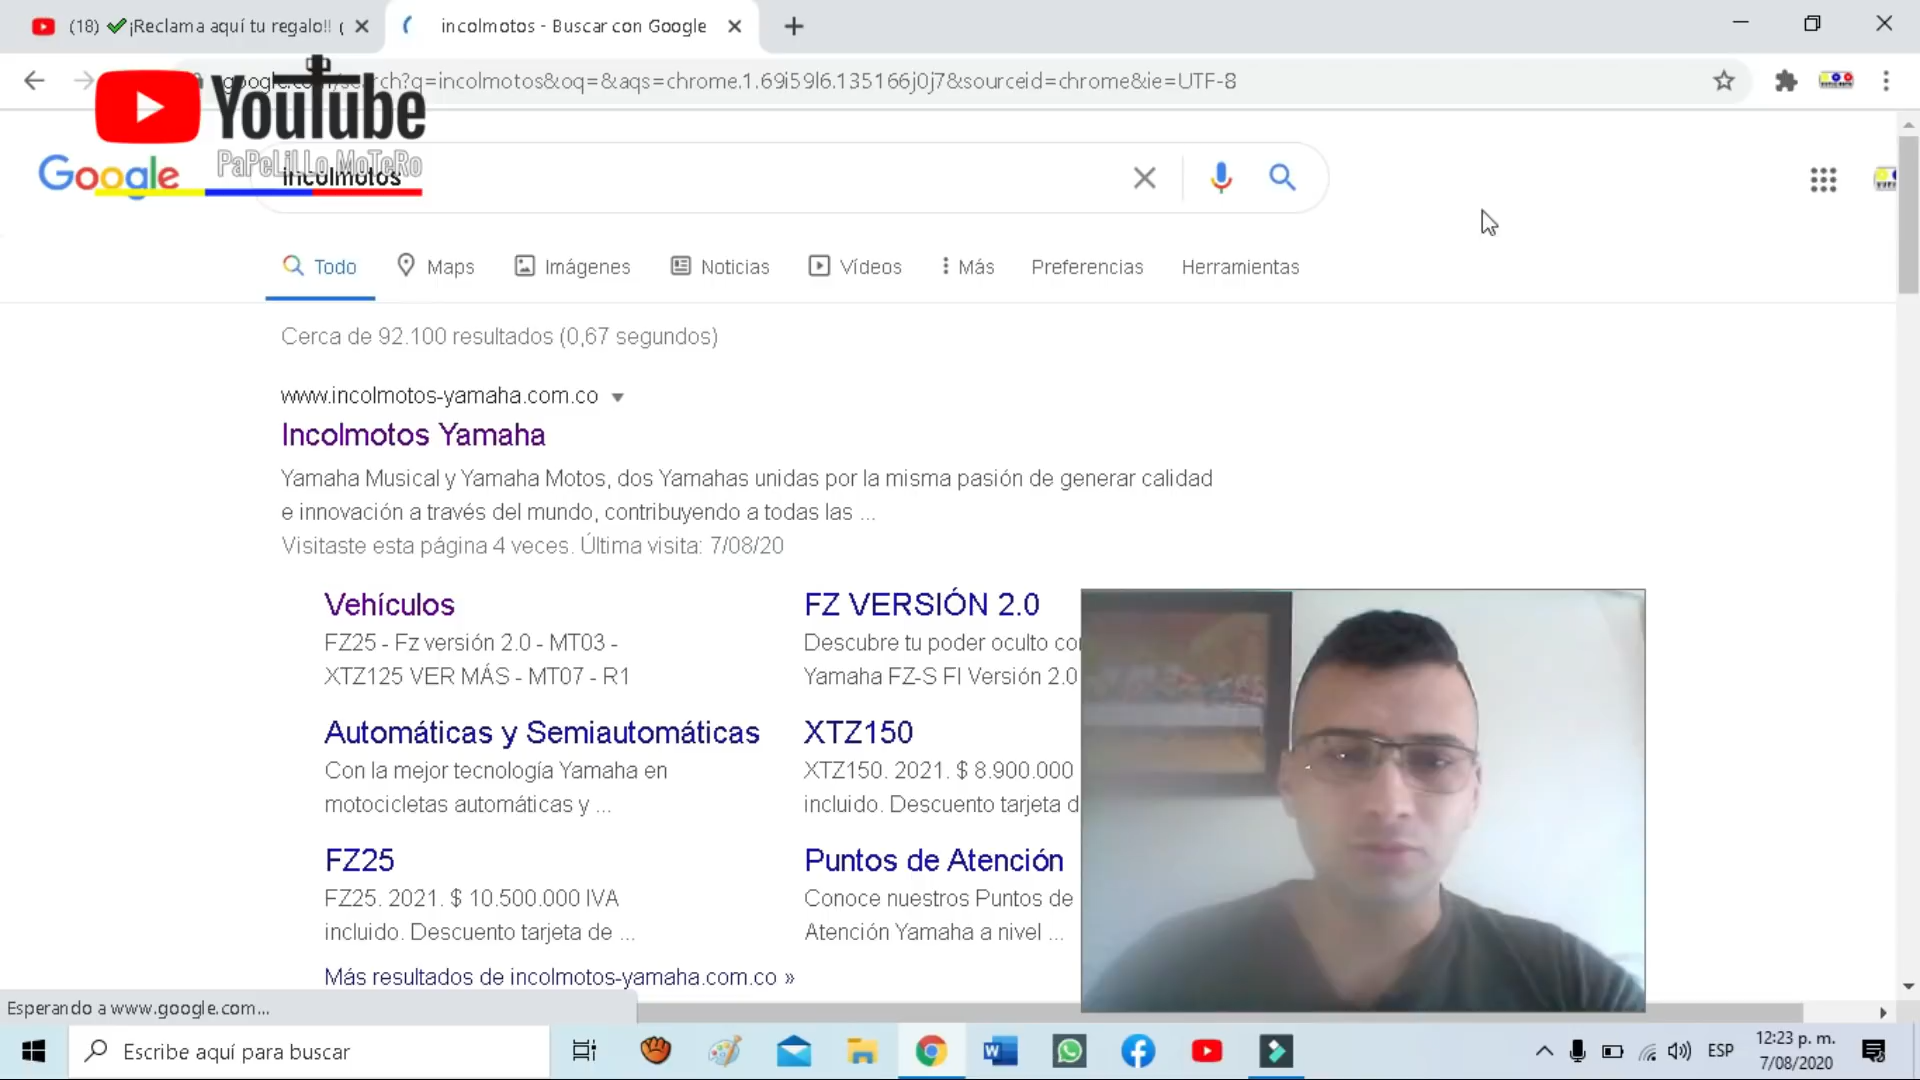 (18) ✔¡Reclama aquí tu regalo!! (
incolmotos - Buscar con Google
google.com/search?q=incolmotos&oq=&aqs=chrome.1.69i59l6.135166j0j7&sourceid=chrome&ie=UTF-8
YouTube
PaPeLiLLo MoTeRo
Google
incolmotos
Todo
Maps
Imágenes
Noticias
Vídeos
Más
Preferencias
Herramientas
Cerca de 92.100 resultados (0,67 segundos)
www.incolmotos-yamaha.com.co
Incolmotos Yamaha
Yamaha Musical y Yamaha Motos, dos Yamahas unidas por la misma pasión de generar calidad
e innovación a través del mundo, contribuyendo a todas las ...
Visitaste esta página 4 veces. Última visita: 7/08/20
Vehículos
FZ25 - Fz versión 2.0 - MT03 -
XTZ125 VER MÁS - MT07 - R1
FZ VERSIÓN 2.0
Descubre tu poder oculto con
Yamaha FZ-S FI Versión 2.0
Automáticas y Semiautomáticas
Con la mejor tecnología Yamaha en
motocicletas automáticas y ...
XTZ150
XTZ150. 2021. $ 8.900.000
incluido. Descuento tarjeta d
FZ25
FZ25. 2021. $ 10.500.000 IVA
incluido. Descuento tarjeta de ...
Puntos de Atención
Conoce nuestros Puntos de
Atención Yamaha a nivel ...
Más resultados de incolmotos-yamaha.com.co »
Esperando a www.google.com...
Escribe aquí para buscar
ESP
12:23 p. m.
7/08/2020